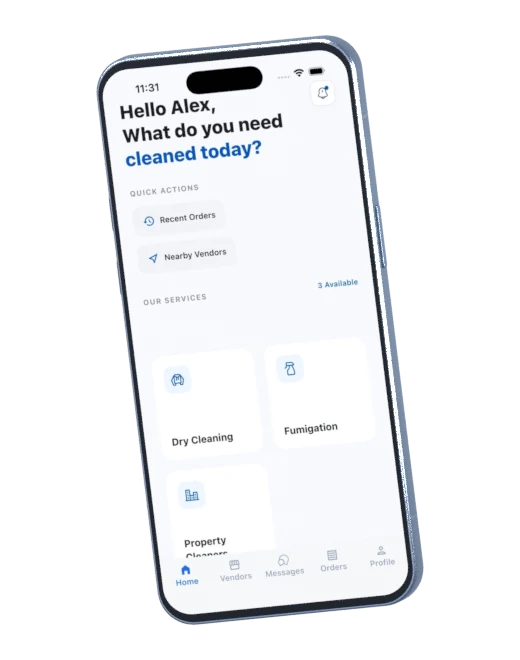 11:31
Hello Alex,
What do you need
cleaned today?
QUICK ACTIONS
Recent Orders
Nearby Vendors
OUR SERVICES
3 Available
Dry Cleaning
Fumigation
Property
Cleaners
Home
Vendors
Messages
Orders
Profile